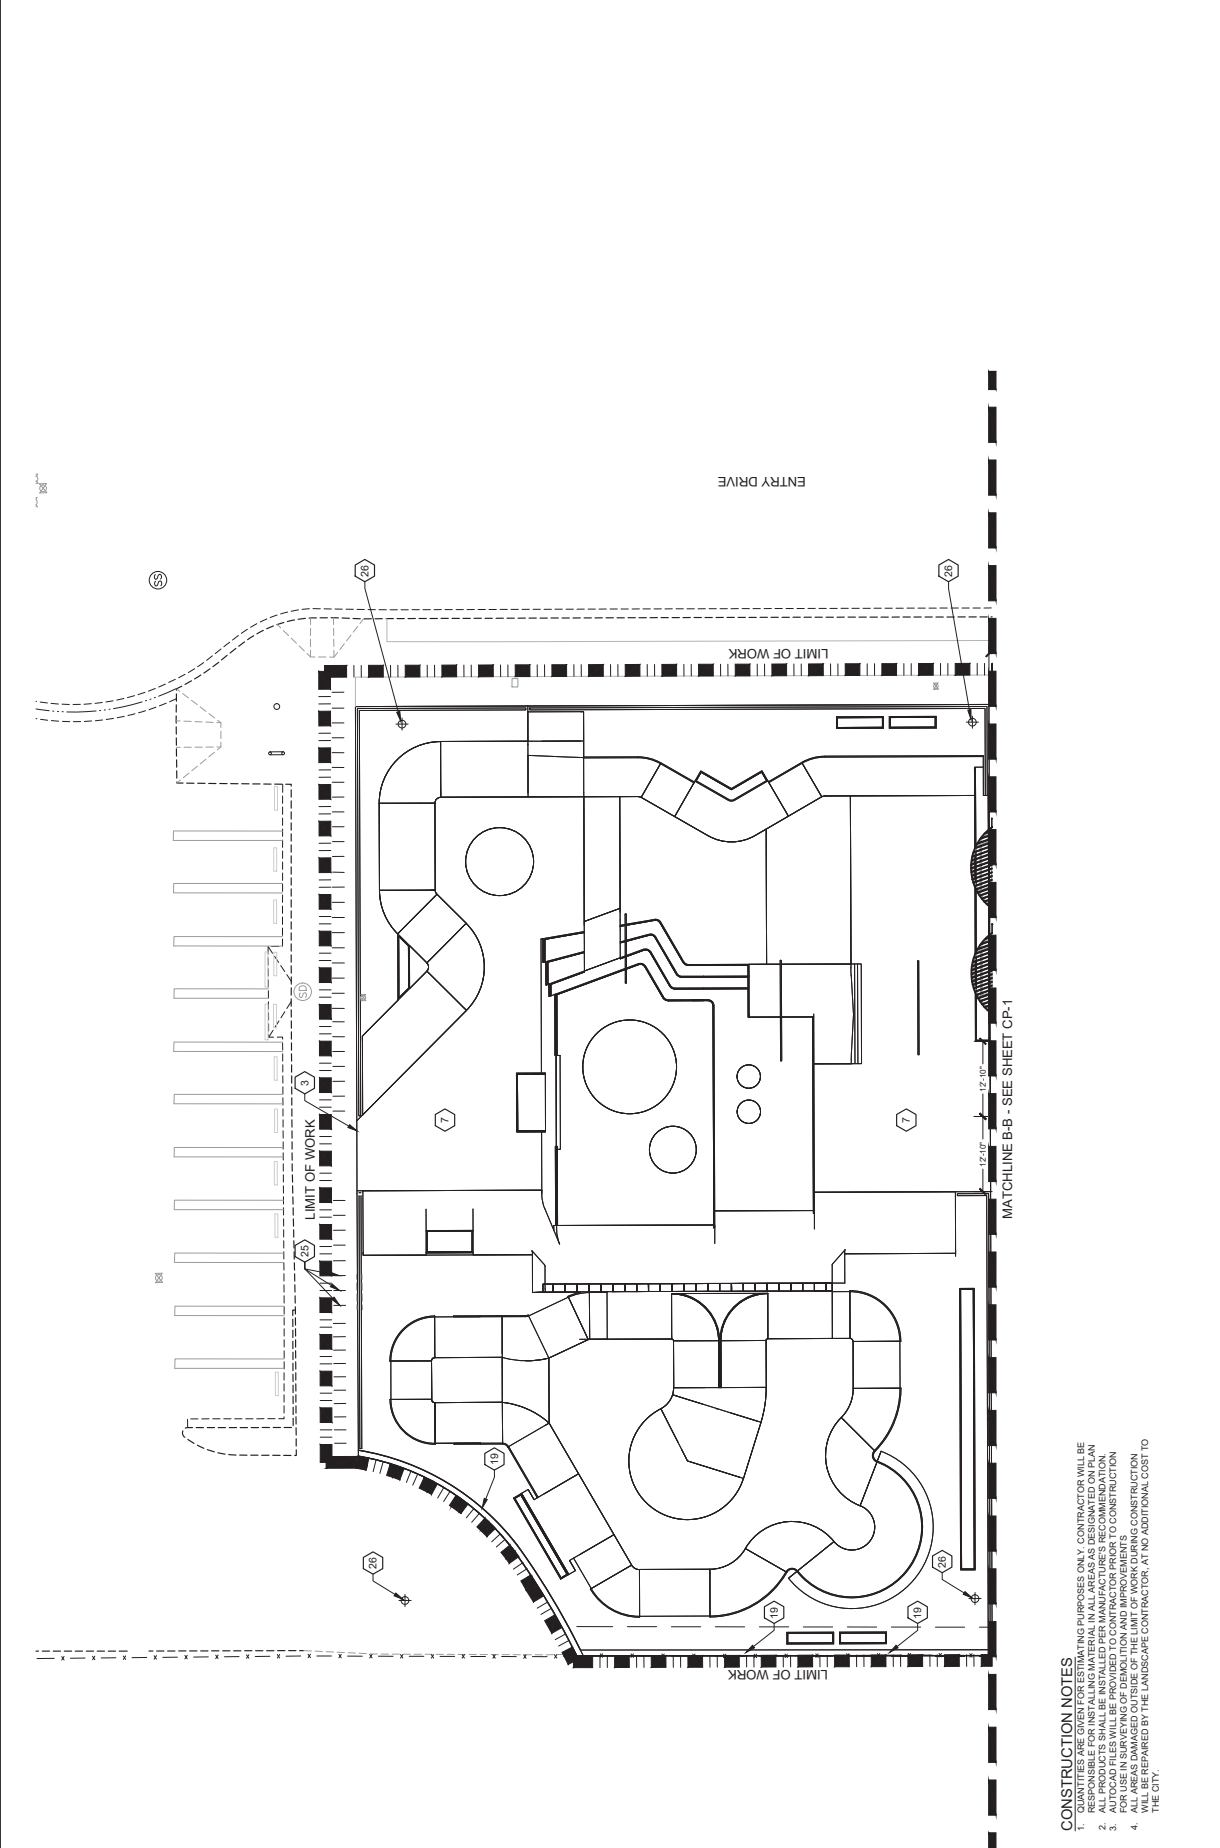 SS
ENTRY DRIVE
26
26
LIMIT OF WORK
SD
3
LIMIT OF WORK
7
7
12'-10"
12'-10"
MATCHLINE B-B - SEE SHEET CP-1
25
19
26
26
19
19
LIMIT OF WORK
CONSTRUCTION NOTES
1. QUANTITIES ARE GIVEN FOR ESTIMATING PURPOSES ONLY. CONTRACTOR WILL BE
RESPONSIBLE FOR INSTALLING MATERIAL IN ALL AREAS AS DESIGNATED ON PLAN
2. ALL PRODUCTS SHALL BE INSTALLED PER MANUFACTURE'S RECOMMENDATION.
3. AUTOCAD FILES WILL BE PROVIDED TO CONTRACTOR PRIOR TO CONSTRUCTION
FOR USE IN SURVEYING OF DEMOLITION AND IMPROVEMENTS
4. ALL AREAS DAMAGED OUTSIDE OF THE LIMIT OF WORK DURING CONSTRUCTION
WILL BE REPAIRED BY THE LANDSCAPE CONTRACTOR, AT NO ADDITIONAL COST TO
THE CITY.